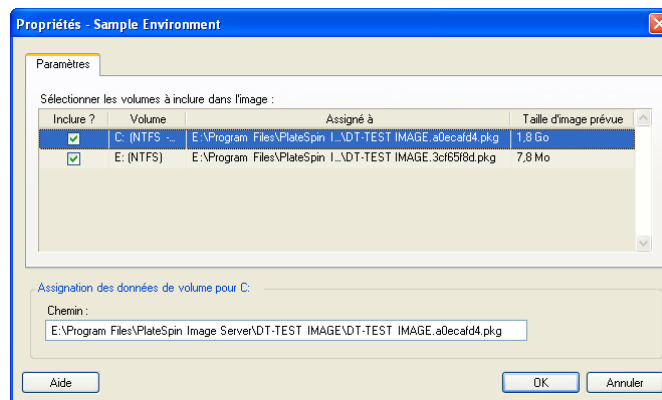 Propriétés - Sample Environment
Paramètres
Sélectionner les volumes à inclure dans l'image :
Inclure ? Volume Assigné à Taille d'image prévue
C: (NTFS -... E:\Program Files\PlateSpin I...\DT-TEST IMAGE.a0ecafd4.pkg 1,8 Go
E: (NTFS) E:\Program Files\PlateSpin I...\DT-TEST IMAGE.3cf65f8d.pkg 7,8 Mo
Assignation des données de volume pour C:
Chemin :
E:\Program Files\PlateSpin Image Server\DT-TEST IMAGE\DT-TEST IMAGE.a0ecafd4.pkg
Aide OK Annuler